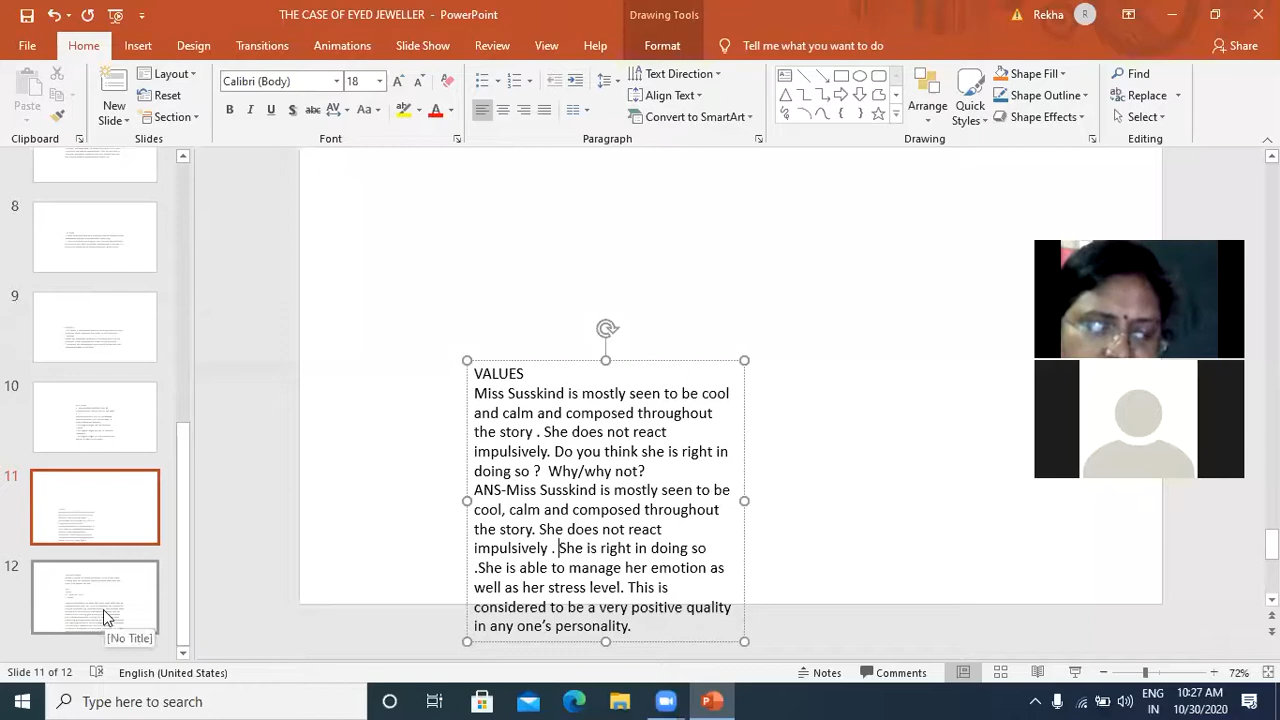 THE CASE OF EYED JEWELLER - PowerPoint
Drawing Tools
Rekha
R
File
Home
Insert
Design
Transitions
Animations
Slide Show
Review
View
Help
Format
Tell me what you want to do
Share
Paste
New
Slide
Layout
Reset
Section
Calibri (Body)
18
Text Direction
Align Text
Convert to SmartArt
Arrange
Quick
Styles
Shape Fill
Shape Outline
Shape Effects
Find
Replace
Select
Clipboard
Slides
Font
Paragraph
Drawing
Editing
8
9
10
11
12
VALUES
Miss Susskind is mostly seen to be cool
and calm and composed throughout
the story . She does not react
impulsively. Do you think she is right in
doing so ? Why/why not?
ANS-Miss Susskind is mostly seen to be
cool, calm and composed throughout
the story. She does not react
impulsively . She is right in doing so
.She is able to manage her emotion as
well as her stress level. This is
considered to be a very positive quality
in any one's personality.
[No Title]
Slide 11 of 12
English (United States)
Notes
Comments
72%
Type here to search
ENG
IN
10:27 AM
10/30/2020